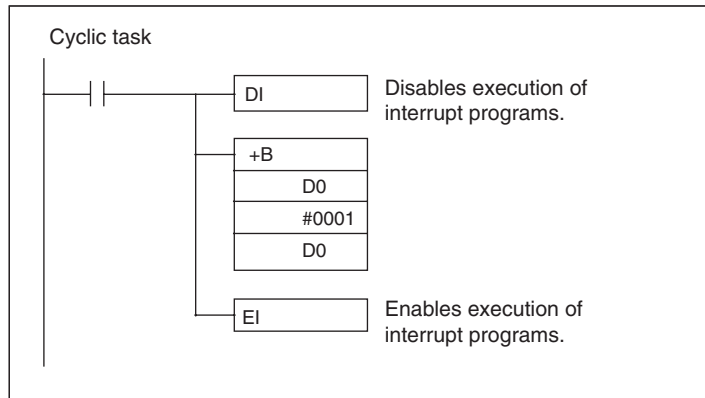 Cyclic task
DI
Disables execution of
interrupt programs.
+B
D0
#0001
D0
EI
Enables execution of
interrupt programs.